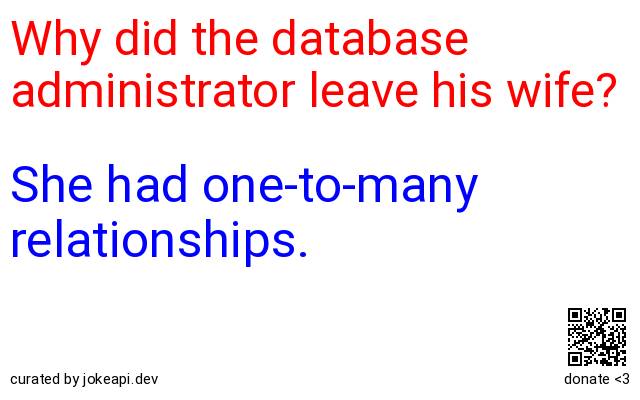 Why did the database
administrator leave his wife?
She had one-to-many
relationships.
curated by jokeapi.dev
donate <3